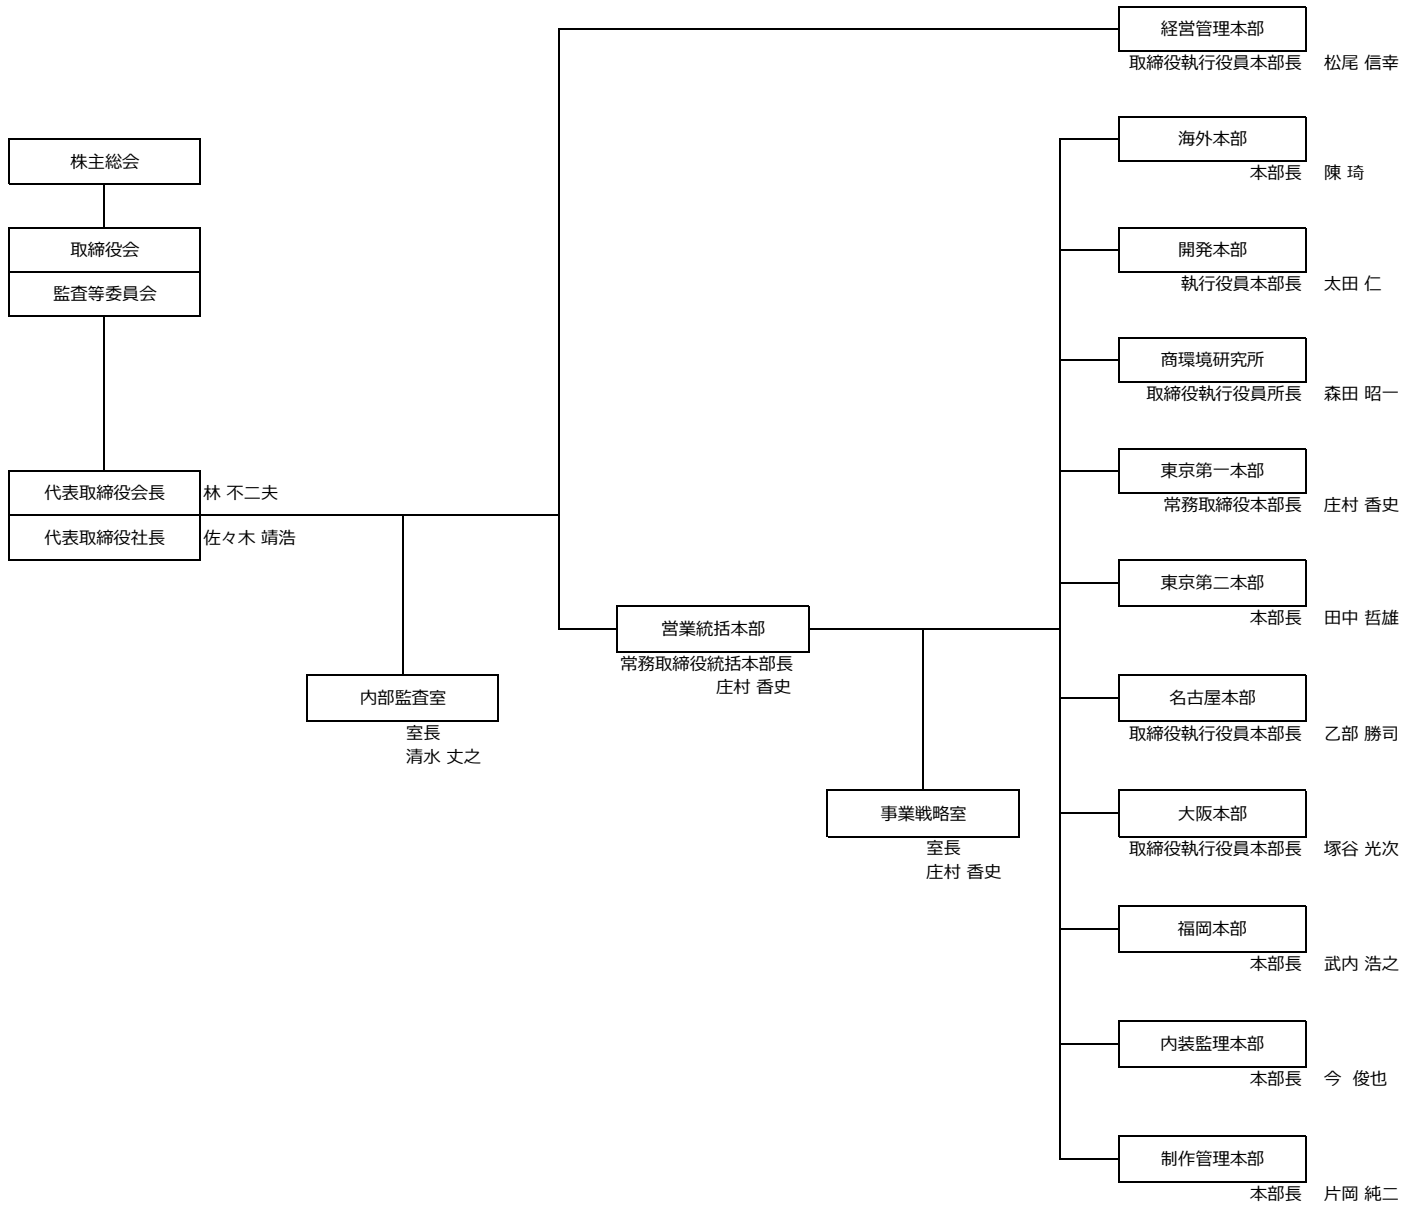 経営管理本部
取締役執行役員本部長 松尾 信幸
海外本部
本部長 陳 琦
株主総会
取締役会
監査等委員会
開発本部
執行役員本部長 太田 仁
商環境研究所
取締役執行役員所長 森田 昭一
東京第一本部
常務取締役本部長 庄村 香史
代表取締役会長 林 不二夫
代表取締役社長 佐々木 靖浩
東京第二本部
本部長 田中 哲雄
営業統括本部
常務取締役統括本部長
庄村 香史
内部監査室
室長
清水 丈之
名古屋本部
取締役執行役員本部長 乙部 勝司
事業戦略室
室長
庄村 香史
大阪本部
取締役執行役員本部長 塚谷 光次
福岡本部
本部長 武内 浩之
内装監理本部
本部長 今 俊也
制作管理本部
本部長 片岡 純二